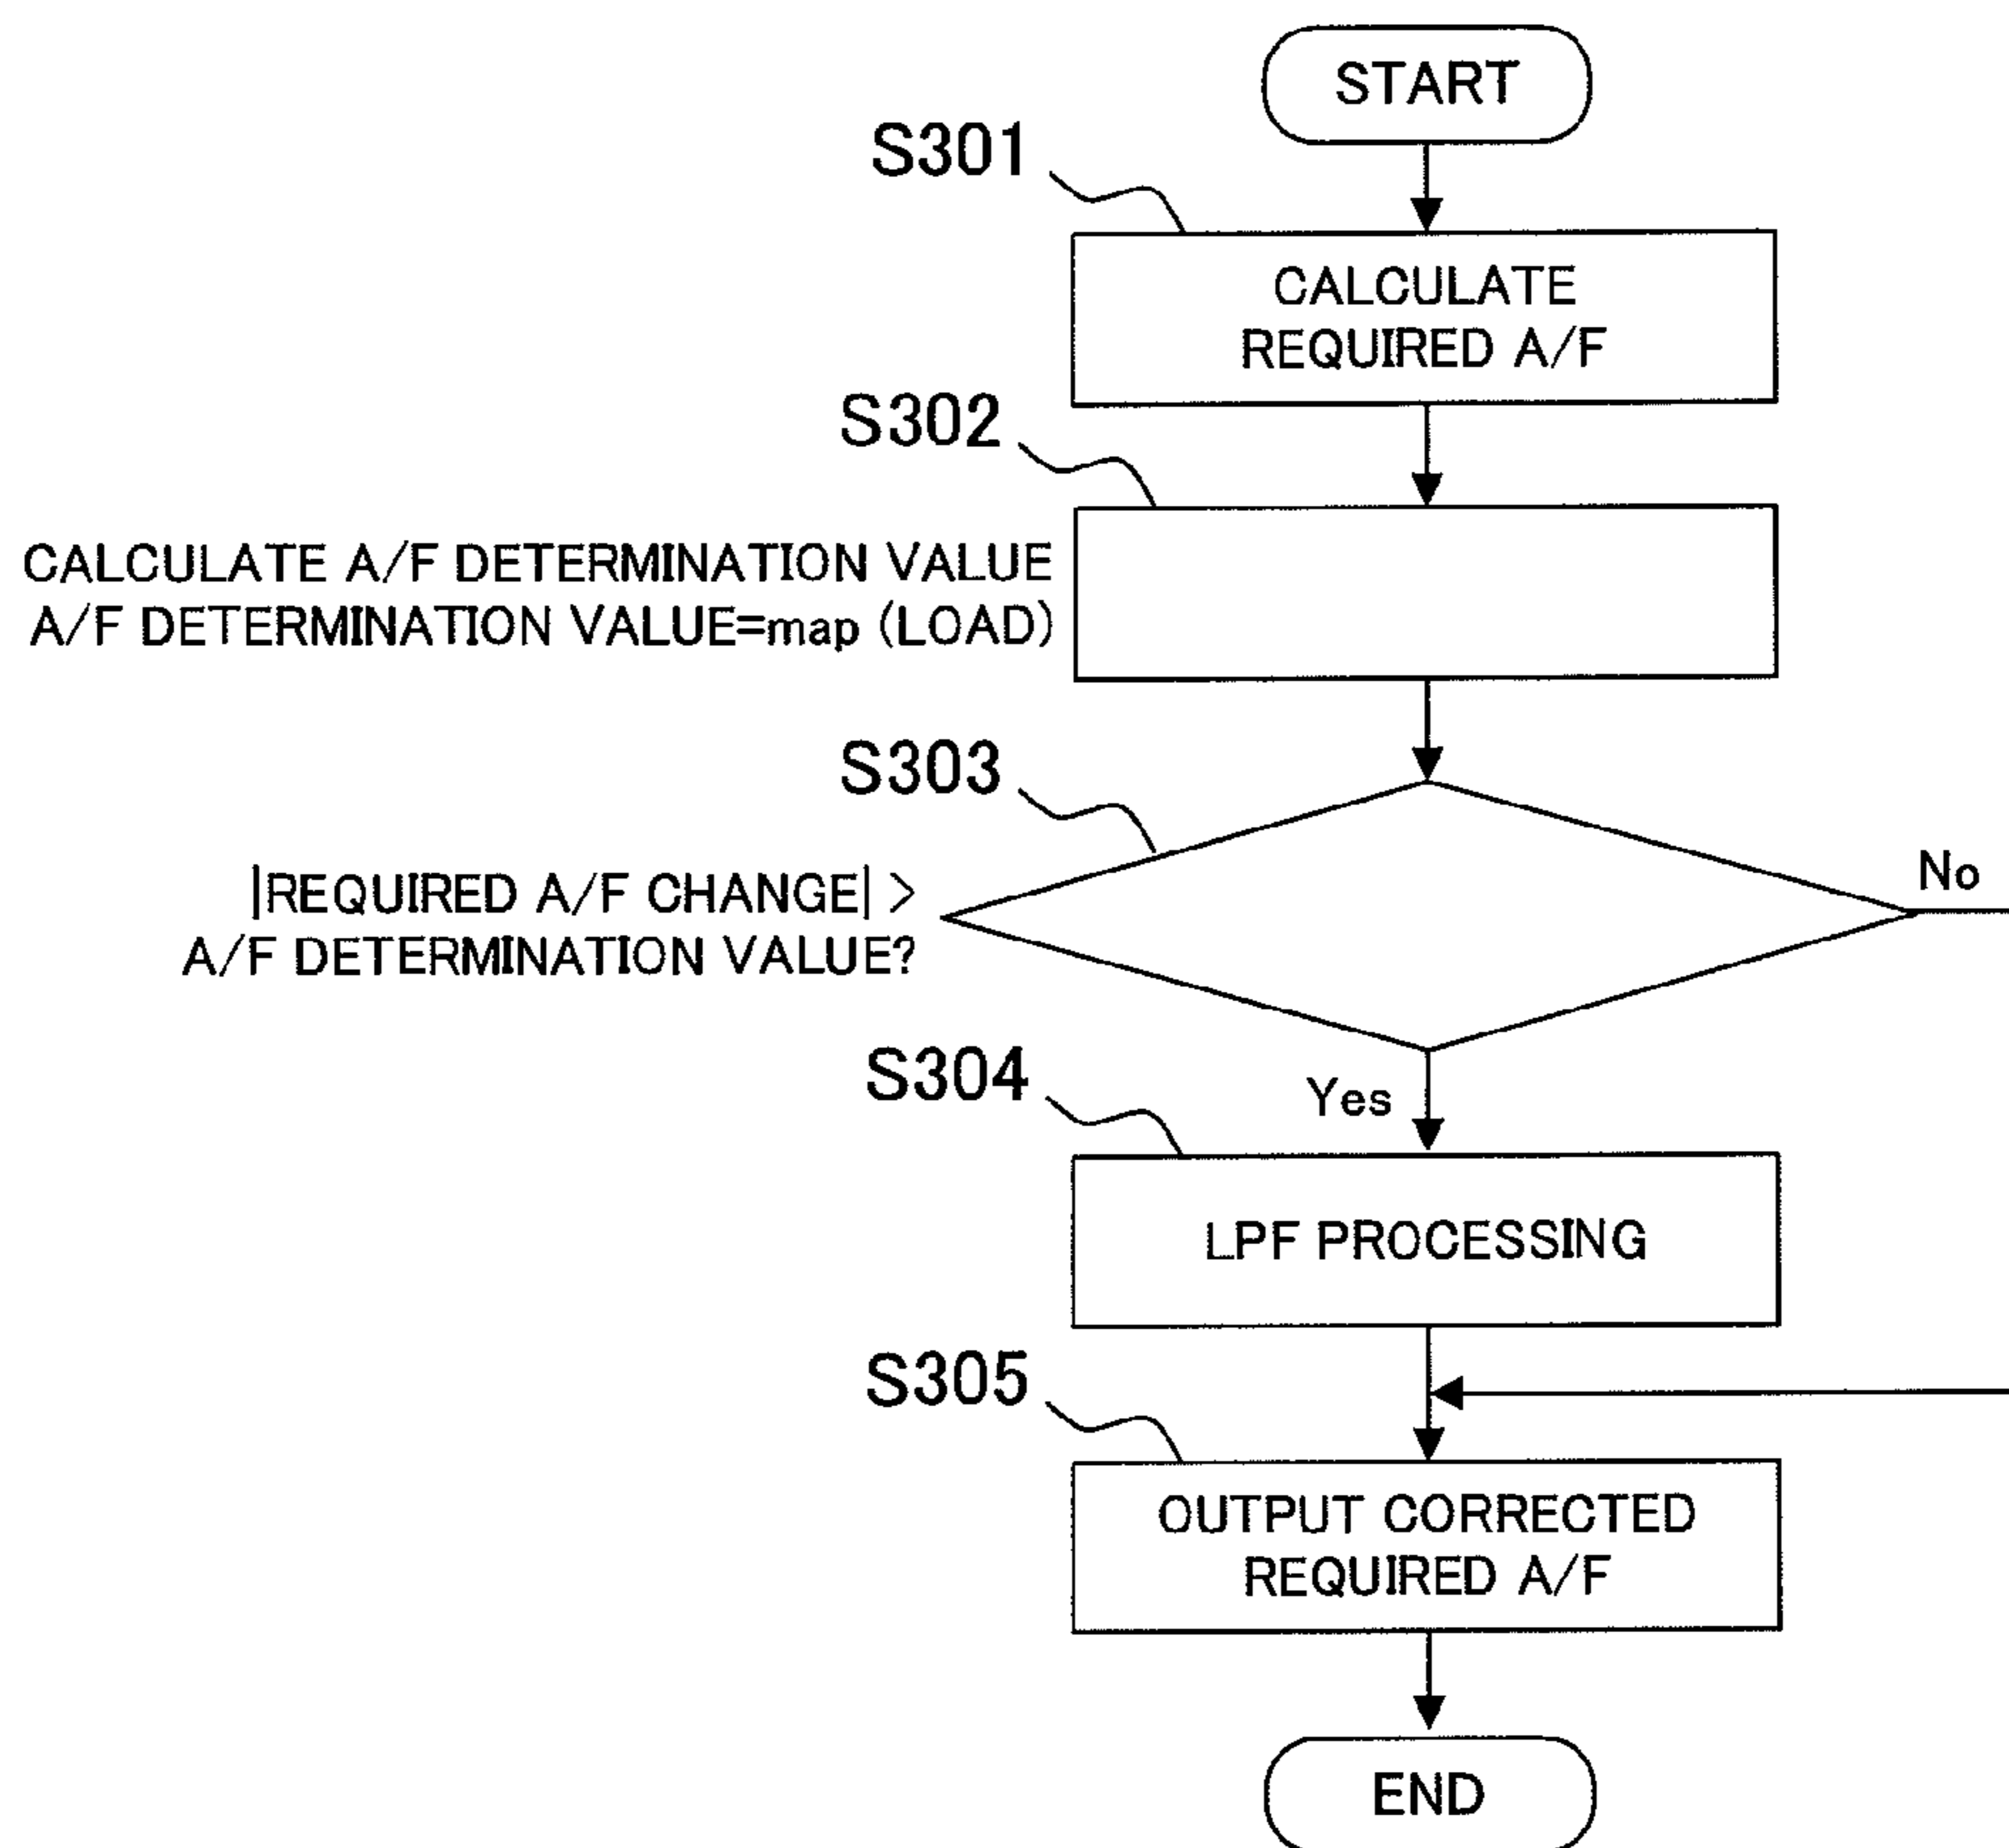 START
S301
CALCULATE
REQUIRED A/F
S302
CALCULATE A/F DETERMINATION VALUE
A/F DETERMINATION VALUE=map (LOAD)
S303
|REQUIRED A/F CHANGE| >
A/F DETERMINATION VALUE?
No
Yes
S304
LPF PROCESSING
S305
OUTPUT CORRECTED
REQUIRED A/F
END